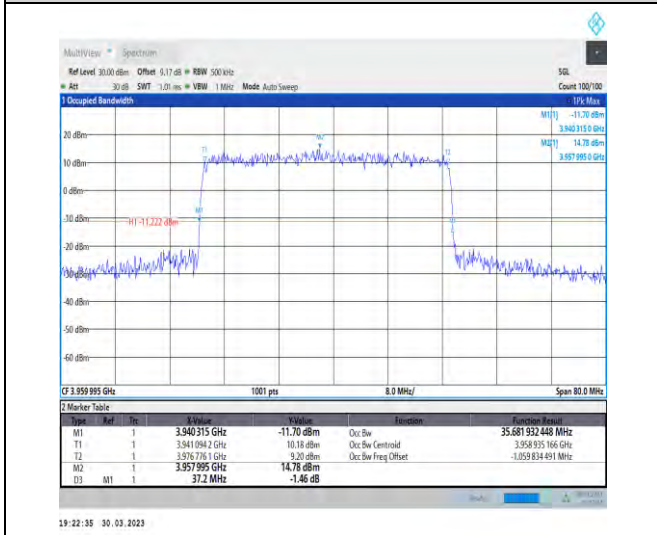 MultiView Spectrum
Ref Level 30.00 dBm Offset 9.17 dB RBW 500 kHz SGL
Att 30 dB SWT 1.01 ms VBW 1 MHz Mode Auto Sweep Count 100/100
1 Occupied Bandwidth 1Pk Max
M1[1] -11.70 dBm
3.940 315 0 GHz
M2[1] 14.78 dBm
3.957 995 0 GHz
20 dBm
T1 M2 T2
10 dBm
0 dBm
M1
-10 dBm
H1 -11.222 dBm
-20 dBm
-30 dBm
-40 dBm
-50 dBm
-60 dBm
CF 3.959 995 GHz 1001 pts 8.0 MHz/ Span 80.0 MHz
2 Marker Table
Type Ref Trc X-Value Y-Value Function Function Result
M1 1 3.940 315 GHz -11.70 dBm Occ Bw 35.681 932 448 MHz
T1 1 3.941 094 2 GHz 10.18 dBm Occ Bw Centroid 3.958 935 166 GHz
T2 1 3.976 776 1 GHz 9.20 dBm Occ Bw Freq Offset -1.059 834 491 MHz
M2 1 3.957 995 GHz 14.78 dBm
D3 M1 1 37.2 MHz -1.46 dB
19:22:35 30.03.2023